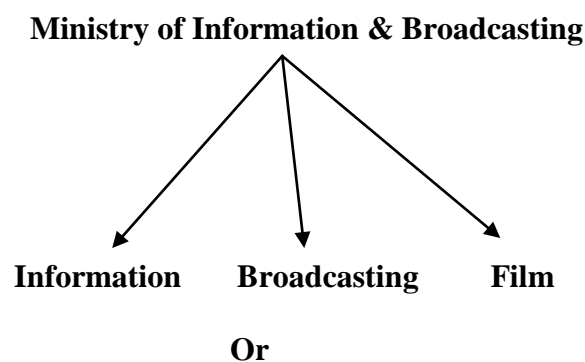 Ministry of Information & Broadcasting
Information Broadcasting Film
Or